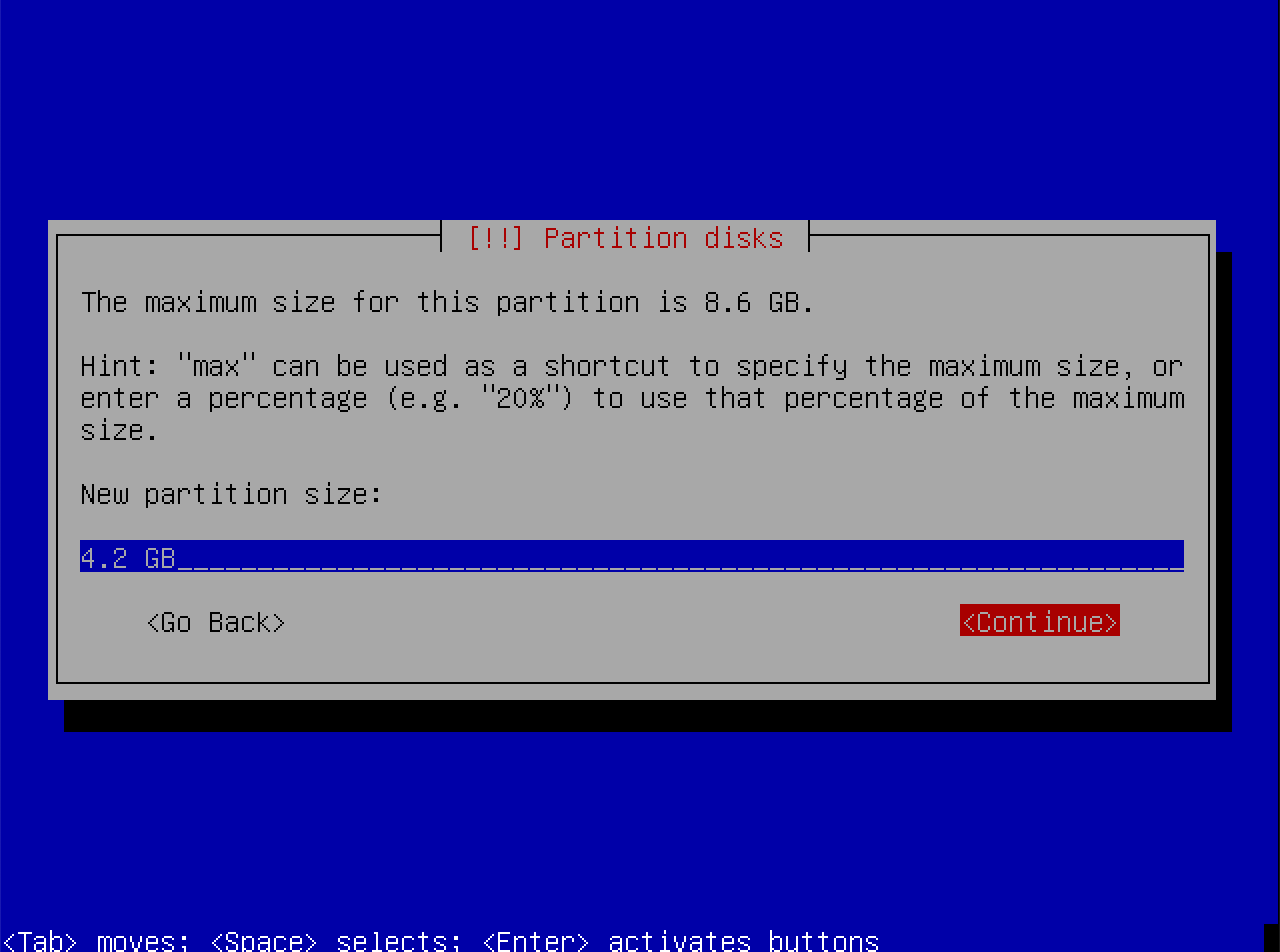 [!!] Partition disks
The maximum size for this partition is 8.6 GB.
Hint: "max" can be used as a shortcut to specify the maximum size, or
enter a percentage (e.g. "20%") to use that percentage of the maximum
size.
New partition size:
4.2 GB
<Go Back> <Continue>
<Tab> moves; <Space> selects; <Enter> activates buttons